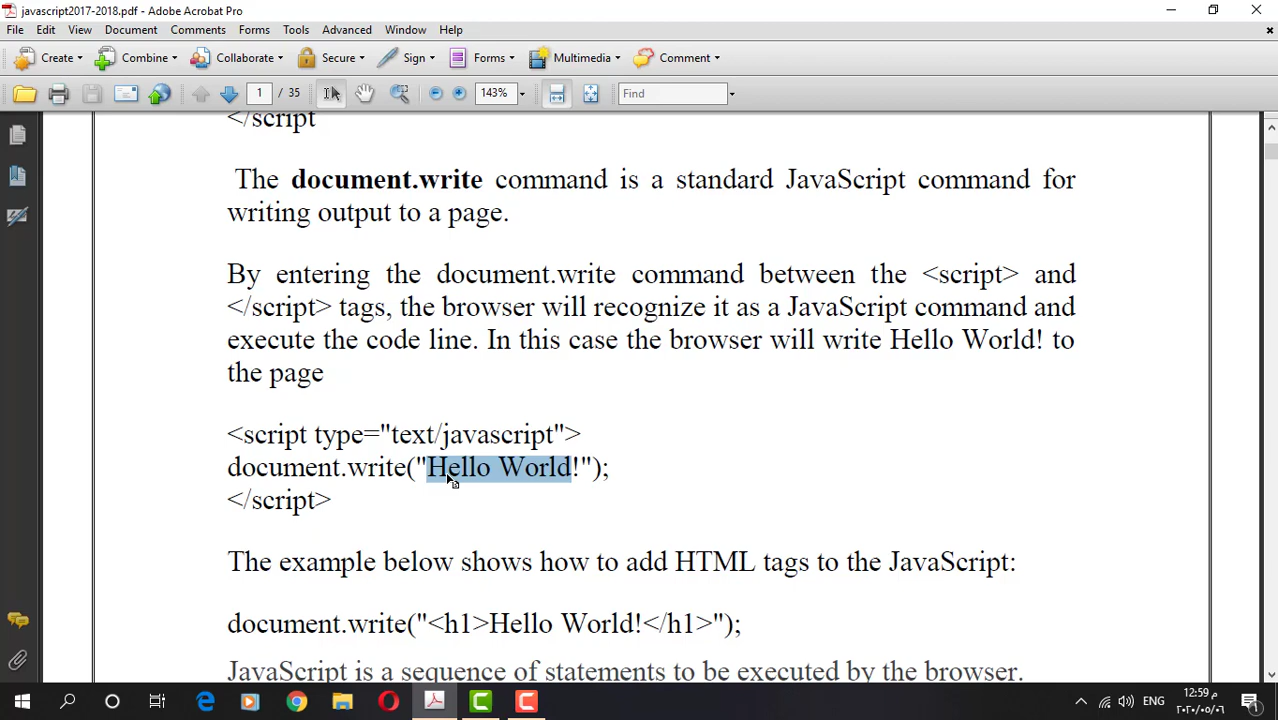 javascript2017-2018.pdf - Adobe Acrobat Pro
File Edit View Document Comments Forms Tools Advanced Window Help
Create Combine Collaborate Secure Sign Forms Multimedia Comment
1 / 35 143% Find
</script
The document.write command is a standard JavaScript command for
writing output to a page.
By entering the document.write command between the <script> and
</script> tags, the browser will recognize it as a JavaScript command and
execute the code line. In this case the browser will write Hello World! to
the page
<script type="text/javascript">
document.write("Hello World!");
</script>
The example below shows how to add HTML tags to the JavaScript:
document.write("<h1>Hello World!</h1>");
JavaScript is a sequence of statements to be executed by the browser.
ENG
12:59 م
٢٠٢٠/٠٥/٠٦